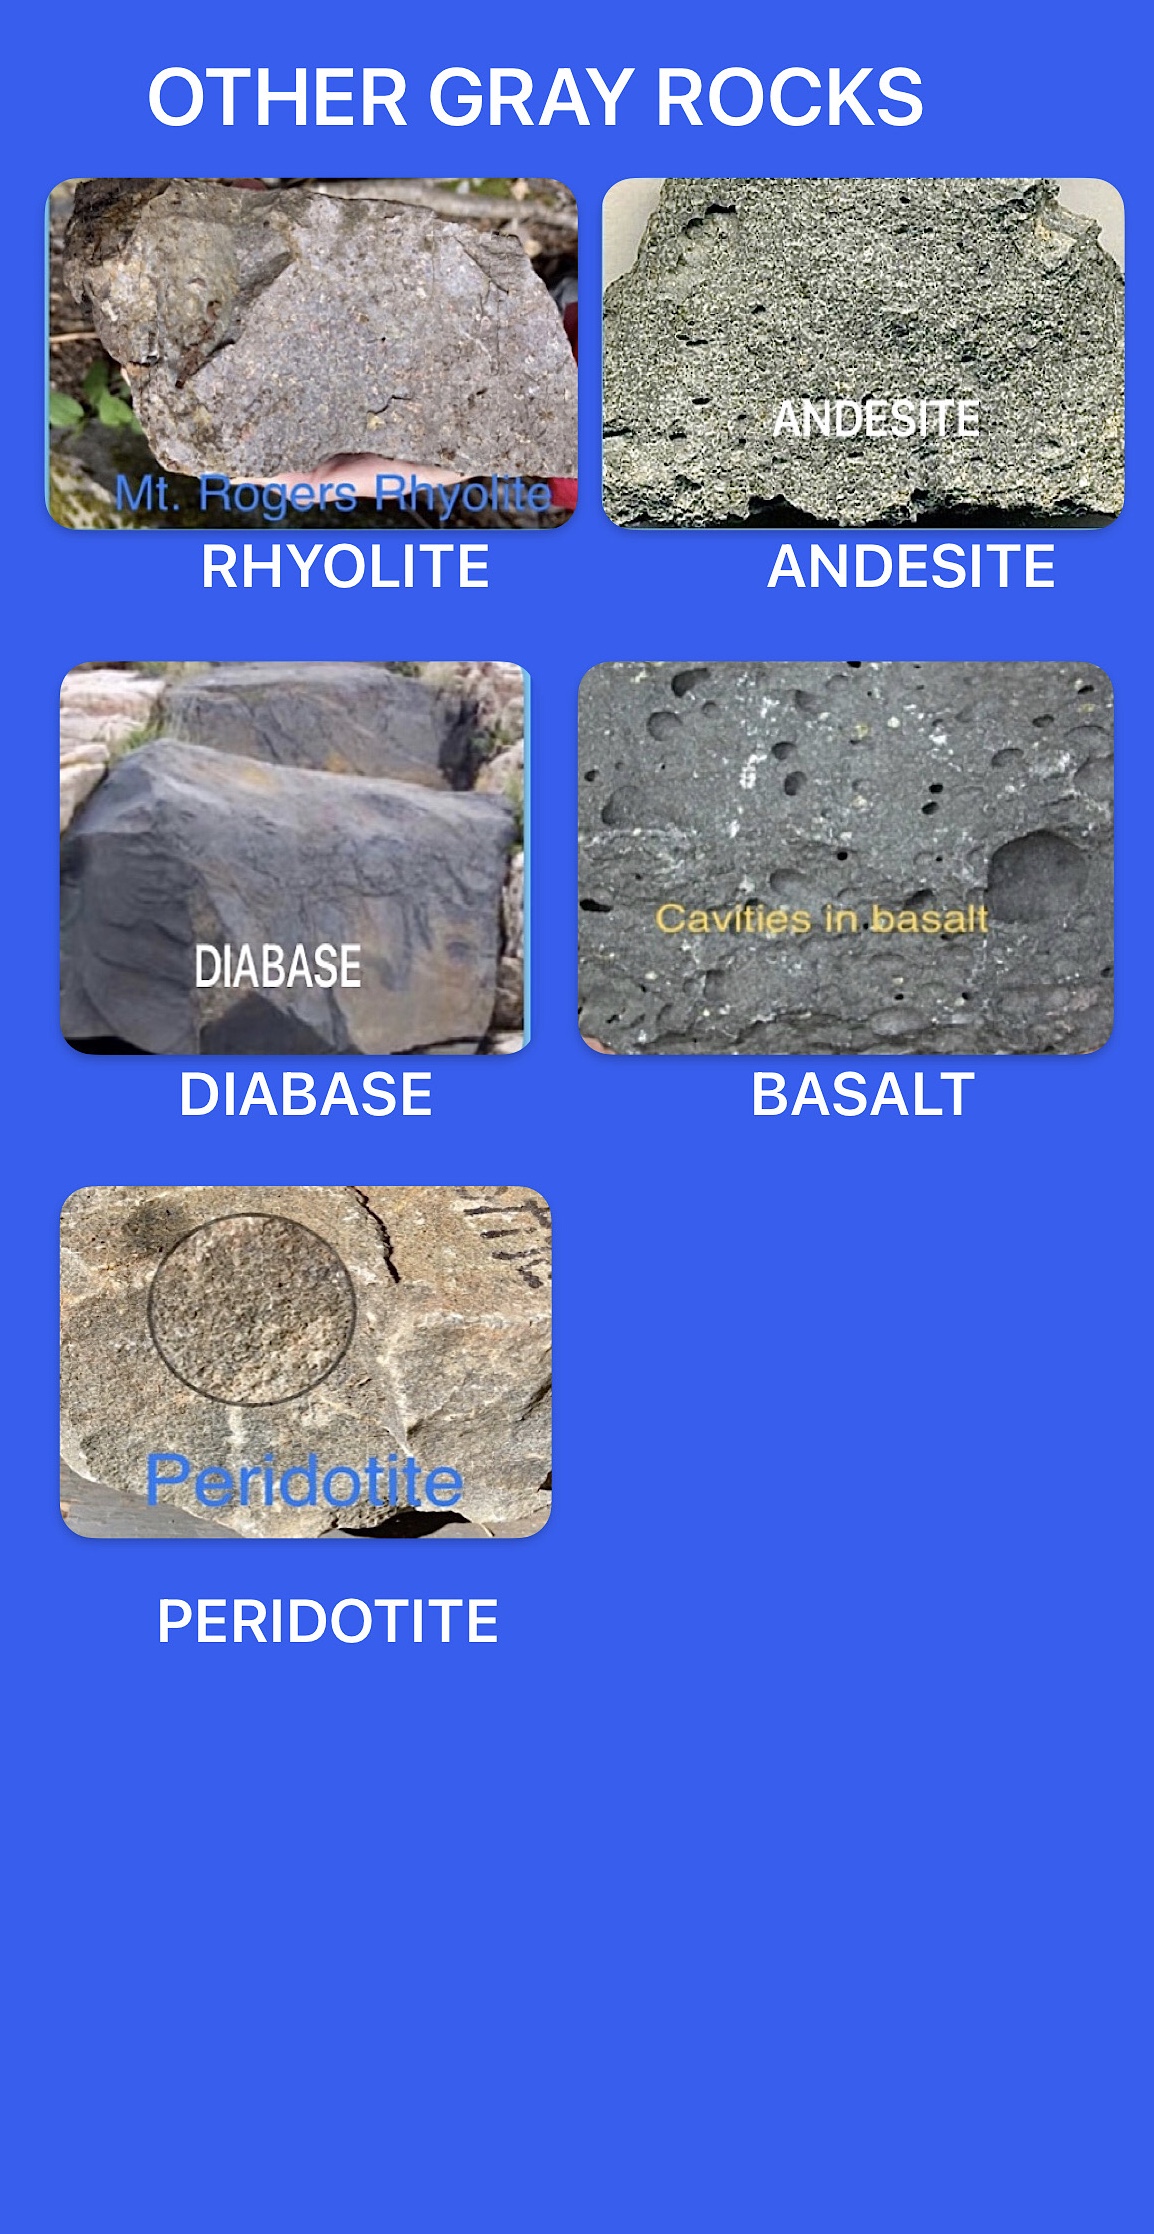 OTHER GRAY ROCKS
Mt. Rogers Rhyolite
ANDESITE
RHYOLITE
ANDESITE
DIABASE
Cavities in basalt
DIABASE
BASALT
Peridotite
PERIDOTITE